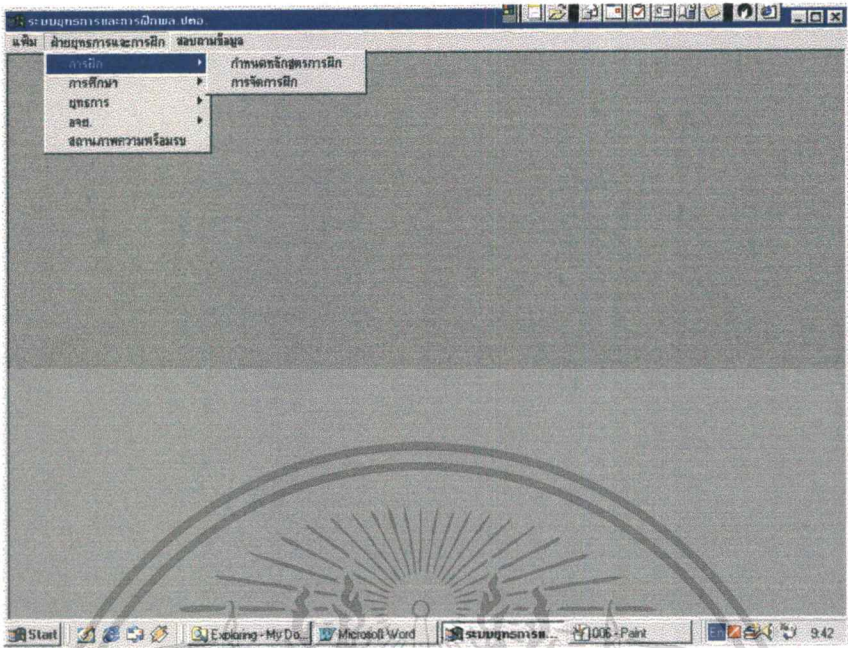 ระบบยุทธการและการฝึกพล.ปตอ.
แฟ้ม ฝ่ายยุทธการและการฝึก สอบถามข้อมูล
การฝึก กำหนดหลักสูตรการฝึก
การศึกษา การจัดการฝึก
ยุทธการ
อจย.
สถานภาพความพร้อมรบ
Start Exploring - My Do... Microsoft Word ระบบยุทธการแ... 006 - Paint En 9:42